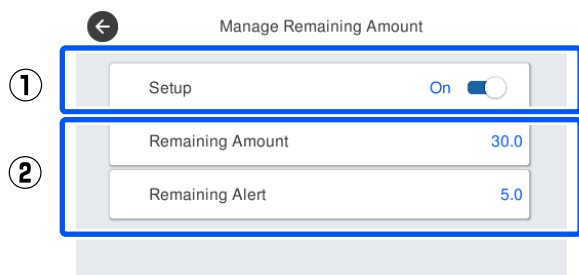 Manage Remaining Amount
① Setup On
② Remaining Amount 30.0
Remaining Alert 5.0